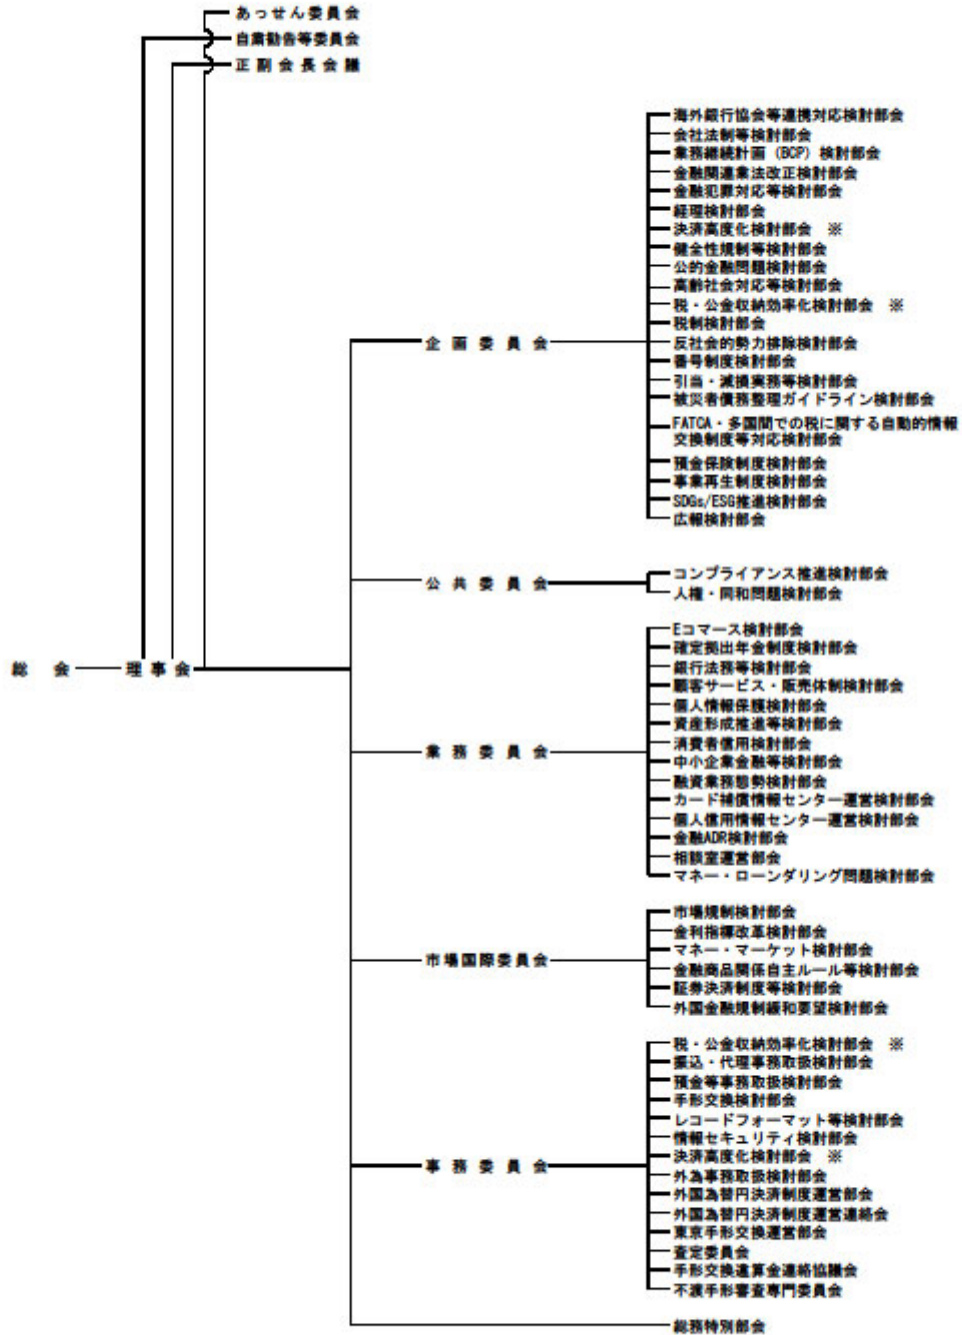 あっせん委員会
自粛勧告等委員会
正副会長会議
海外銀行協会等連携対応検討部会
会社法制等検討部会
業務継続計画（BCP）検討部会
金融関連業法改正検討部会
金融犯罪対応等検討部会
経理検討部会
決済高度化検討部会　※
健全性規制等検討部会
公的金融問題検討部会
高齢社会対応等検討部会
税・公金収納効率化検討部会　※
税制検討部会
企画委員会
反社会的勢力排除検討部会
番号制度検討部会
引当・減損実務等検討部会
被災者債務整理ガイドライン検討部会
FATCA・多国間での税に関する自動的情報
交換制度等対応検討部会
預金保険制度検討部会
事業再生制度検討部会
SDGs/ESG推進検討部会
広報検討部会
公共委員会
コンプライアンス推進検討部会
人権・同和問題検討部会
総会
理事会
Eコマース検討部会
確定拠出年金制度検討部会
銀行法務等検討部会
顧客サービス・販売体制検討部会
個人情報保護検討部会
資産形成推進等検討部会
消費者信用検討部会
業務委員会
中小企業金融等検討部会
融資業務態勢検討部会
カード補償情報センター運営検討部会
個人信用情報センター運営検討部会
金融ADR検討部会
相談室運営部会
マネー・ローンダリング問題検討部会
市場規制検討部会
金利指標改革検討部会
マネー・マーケット検討部会
市場国際委員会
金融商品関係自主ルール等検討部会
証券決済制度等検討部会
外国金融規制緩和要望検討部会
税・公金収納効率化検討部会　※
振込・代理事務取扱検討部会
預金等事務取扱検討部会
手形交換検討部会
レコードフォーマット等検討部会
情報セキュリティ検討部会
決済高度化検討部会　※
事務委員会
外為事務取扱検討部会
外国為替円決済制度運営部会
外国為替円決済制度運営連絡会
東京手形交換運営部会
査定委員会
手形交換遺算金連絡協議会
不渡手形審査専門委員会
総務特別部会